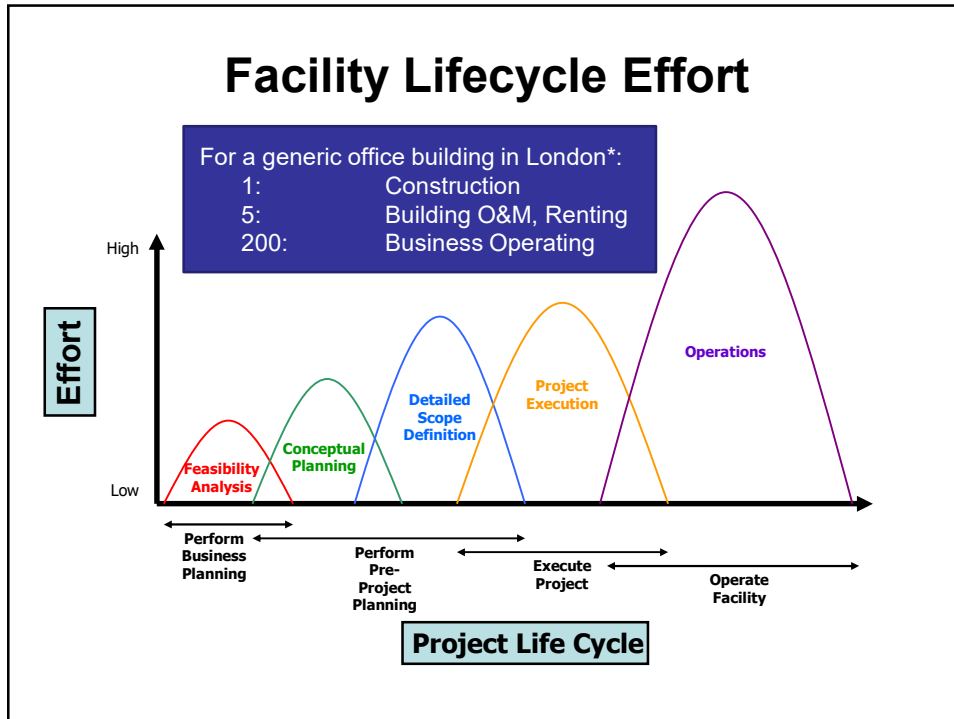 Facility Lifecycle Effort
For a generic office building in London*:
1: Construction
5: Building O&M, Renting
200: Business Operating
High
Effort
Low
Feasibility
Analysis
Conceptual
Planning
Detailed
Scope
Definition
Project
Execution
Operations
Perform
Business
Planning
Perform
Pre-
Project
Planning
Execute
Project
Operate
Facility
Project Life Cycle